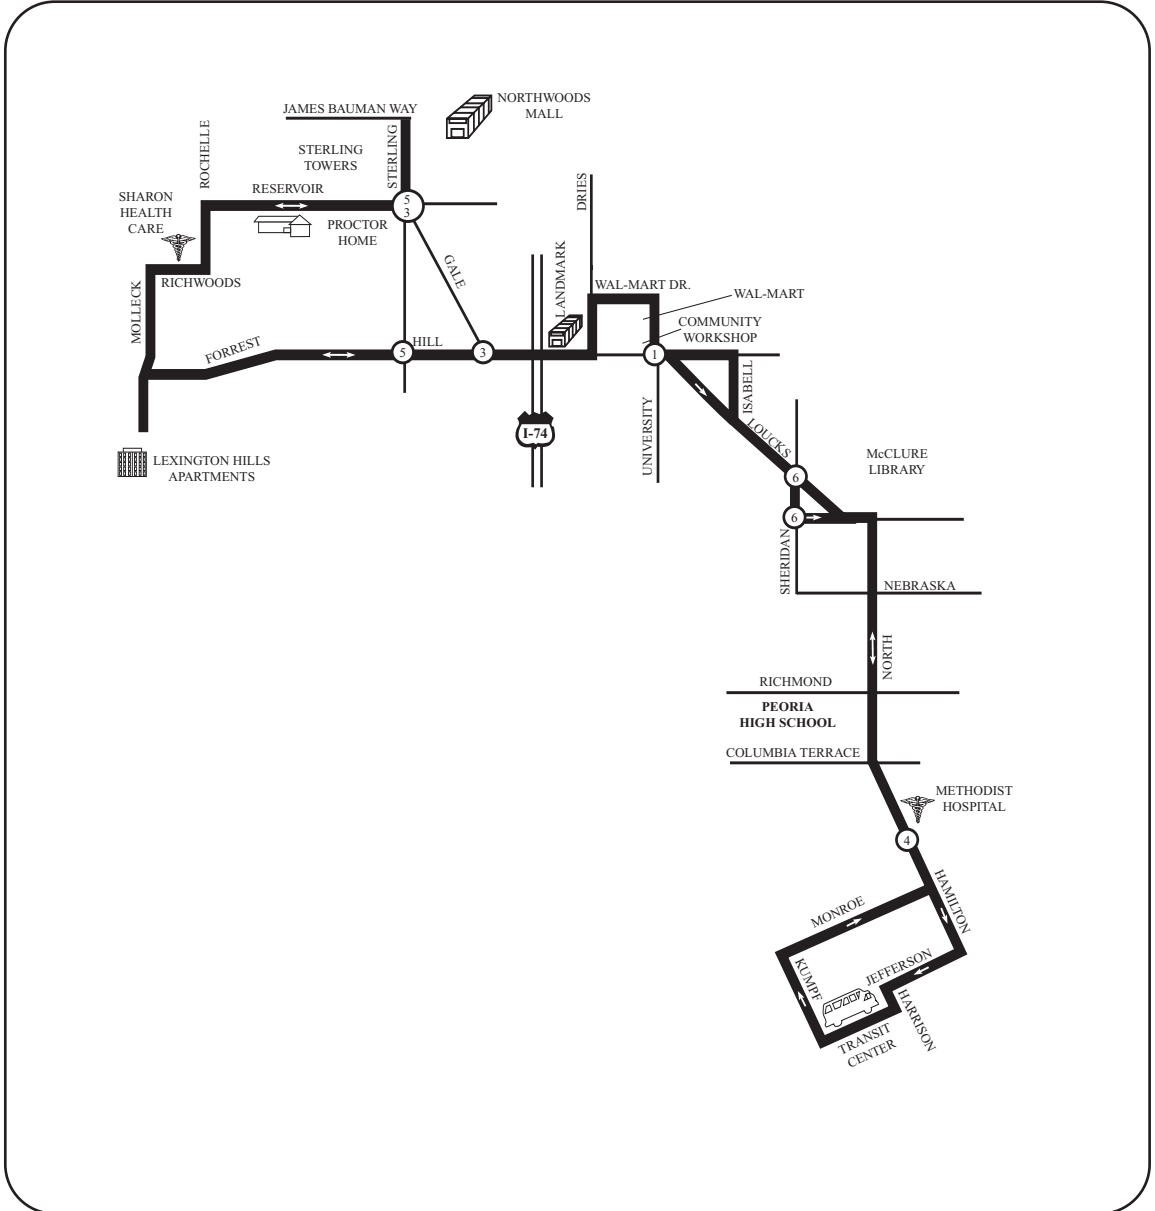 JAMES BAUMAN WAY
NORTHWOODS
MALL
ROCHELLE
STERLING
STERLING
TOWERS
RESERVOIR
SHARON
HEALTH
CARE
5
3
PROCTOR
HOME
DRIES
GALE
LANDMARK
RICHWOODS
WAL-MART DR.
WAL-MART
MOLLECK
COMMUNITY
WORKSHOP
FORREST
5
HILL
3
1
ISABELL
UNIVERSITY
I-74
LOUCKS
LEXINGTON HILLS
APARTMENTS
McCLURE
LIBRARY
6
6
SHERIDAN
NEBRASKA
NORTH
RICHMOND
PEORIA
HIGH SCHOOL
COLUMBIA TERRACE
METHODIST
HOSPITAL
4
HAMILTON
MONROE
JEFFERSON
KUMPF
HARRISON
TRANSIT
CENTER